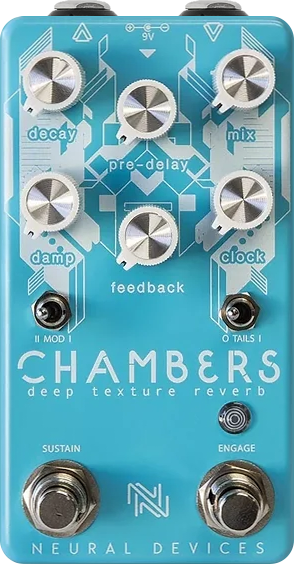 9V
decay
mix
pre-delay
damp
clock
feedback
II MOD I
O TAILS I
CHAMBERS
deep texture reverb
SUSTAIN
ENGAGE
N
NEURAL DEVICES